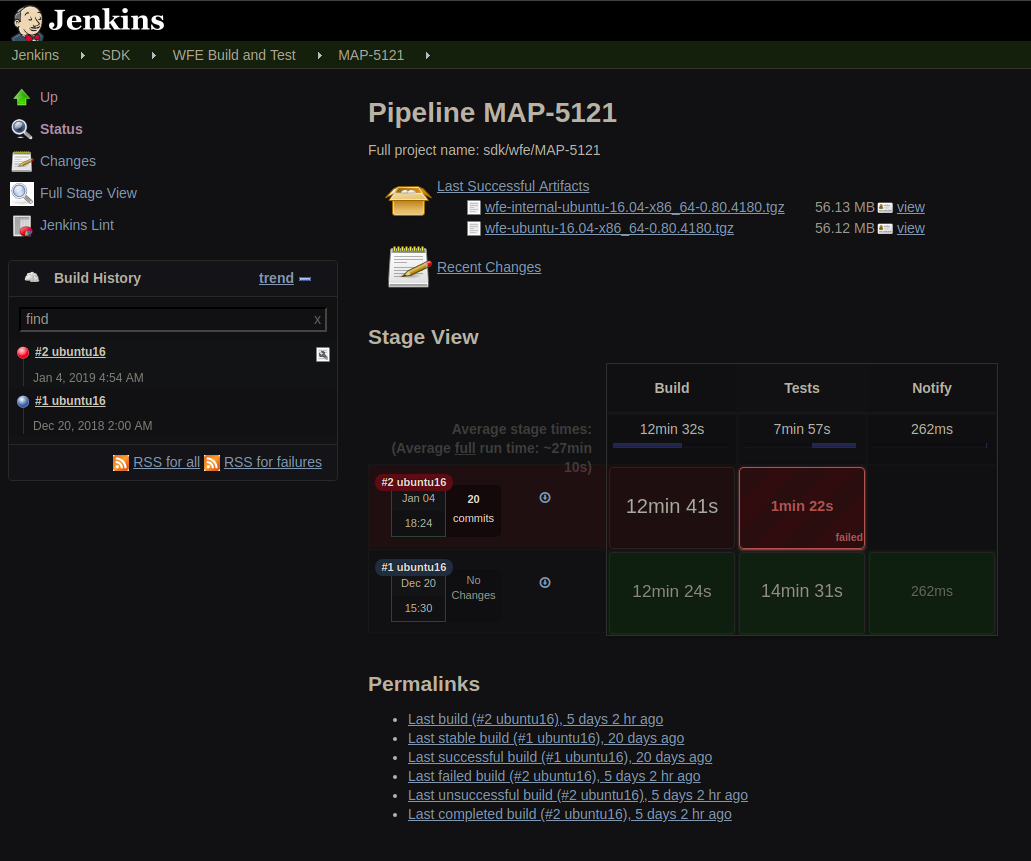 Jenkins
Jenkins SDK WFE Build and Test MAP-5121
Up
Status
Changes
Full Stage View
Jenkins Lint
Build History trend
find x
#2 ubuntu16
Jan 4, 2019 4:54 AM
#1 ubuntu16
Dec 20, 2018 2:00 AM
RSS for all RSS for failures
Pipeline MAP-5121
Full project name: sdk/wfe/MAP-5121
Last Successful Artifacts
wfe-internal-ubuntu-16.04-x86_64-0.80.4180.tgz 56.13 MB view
wfe-ubuntu-16.04-x86_64-0.80.4180.tgz 56.12 MB view
Recent Changes
Stage View
Build Tests Notify
Average stage times: 12min 32s 7min 57s 262ms
(Average full run time: ~27min
10s)
#2 ubuntu16
Jan 04
18:24
20
commits
12min 41s 1min 22s
failed
#1 ubuntu16
Dec 20
15:30
No
Changes
12min 24s 14min 31s 262ms
Permalinks
Last build (#2 ubuntu16), 5 days 2 hr ago
Last stable build (#1 ubuntu16), 20 days ago
Last successful build (#1 ubuntu16), 20 days ago
Last failed build (#2 ubuntu16), 5 days 2 hr ago
Last unsuccessful build (#2 ubuntu16), 5 days 2 hr ago
Last completed build (#2 ubuntu16), 5 days 2 hr ago